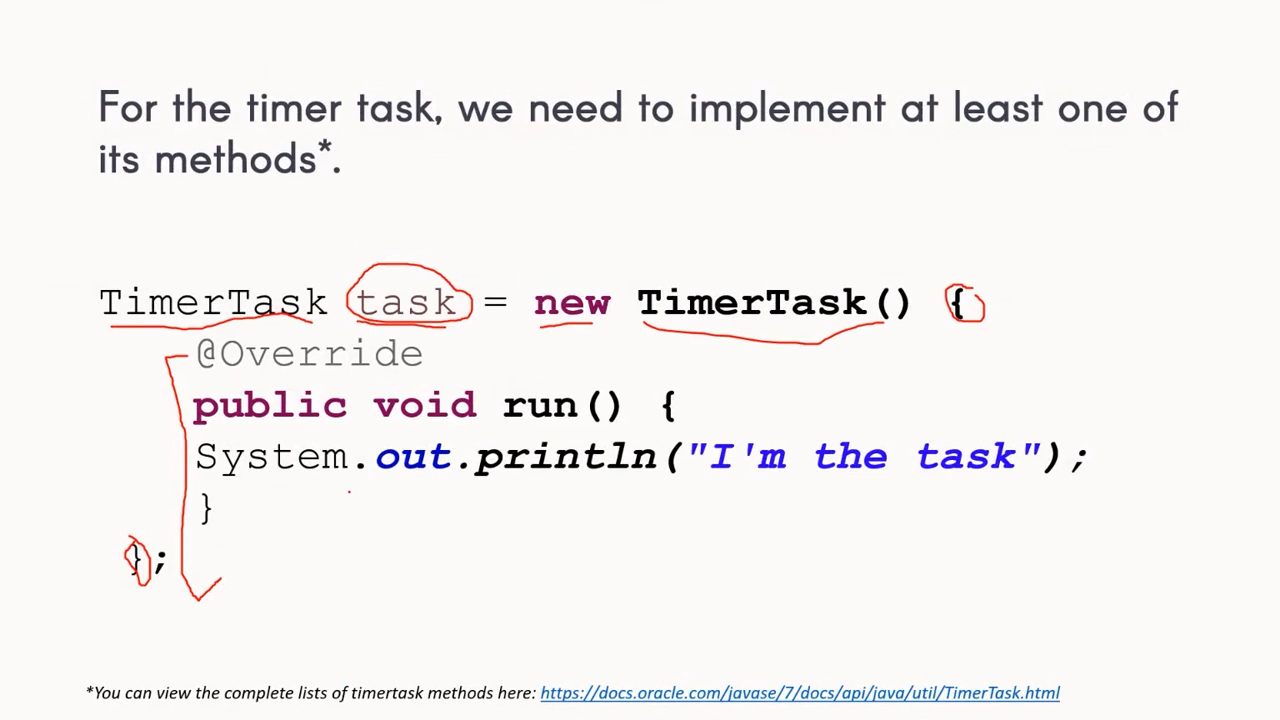 For the timer task, we need to implement at least one of
its methods*.
TimerTask task = new TimerTask() {
@Override
public void run() {
System.out.println("I'm the task");
}
};
*You can view the complete lists of timertask methods here: https://docs.oracle.com/javase/7/docs/api/java/util/TimerTask.html